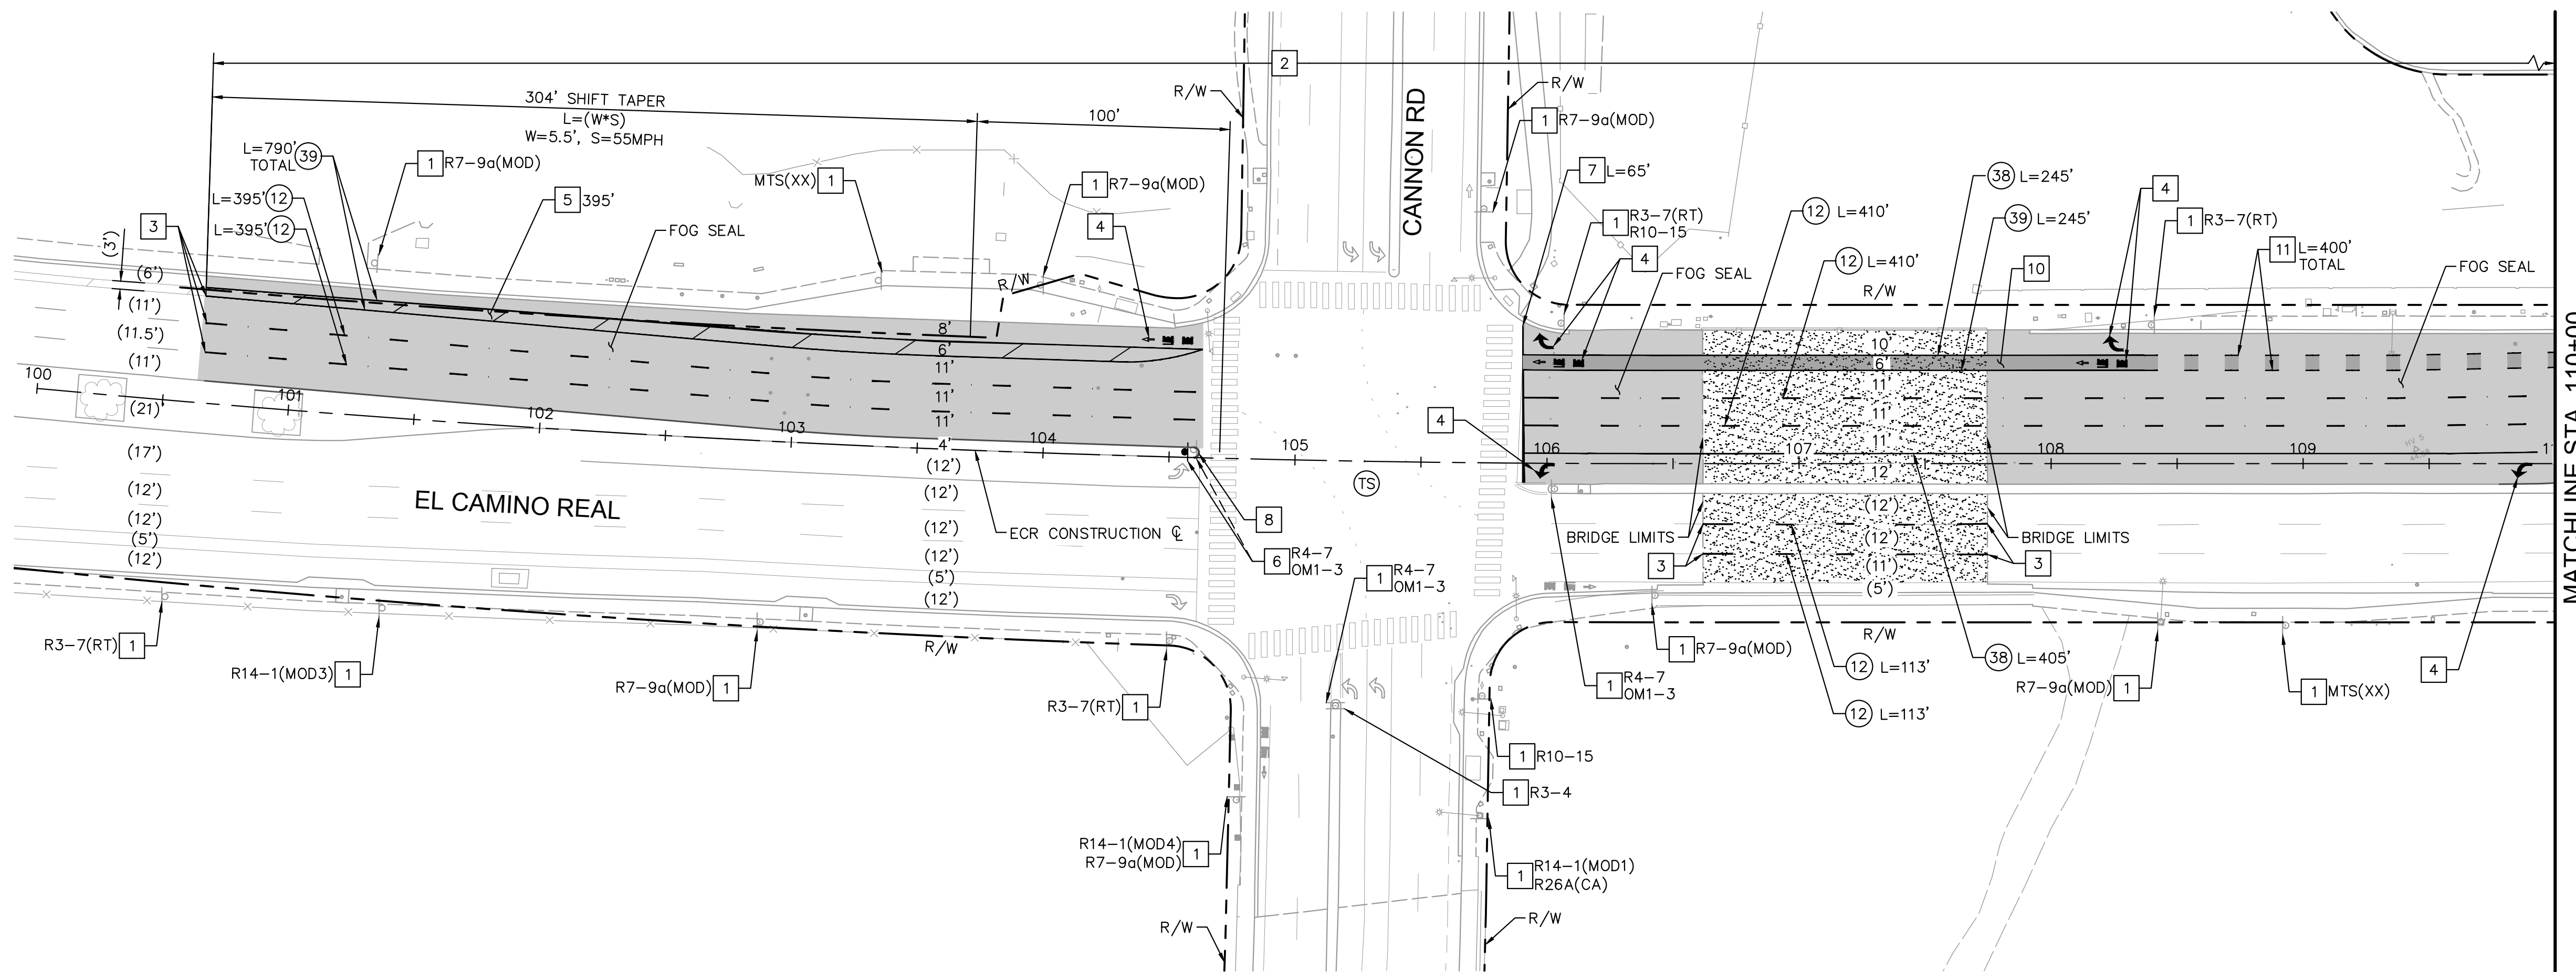 2
304' SHIFT TAPER
L=(W*S)
W=5.5', S=55MPH
100'
R/W
R/W
CANNON RD
L=790'
TOTAL
39
1 R7-9a(MOD)
MTS(XX) 1
1 R7-9a(MOD)
1 R7-9a(MOD)
L=395' 12
L=395' 12
3
5 395'
FOG SEAL
4
R/W
7 L=65'
1 R3-7(RT)
R10-15
4
FOG SEAL
12 L=410'
12 L=410'
38 L=245'
39 L=245'
10
R/W
4
1 R3-7(RT)
11 L=400'
TOTAL
FOG SEAL
(3')
(6')
(11')
(11.5')
(11')
(21')
(17')
(12')
(12')
(5')
(12')
100
101
102
103
104
105
106
107
108
109
8'
6'
11'
11'
11'
4'
(12')
(12')
(12')
(12')
(5')
(12')
10'
6'
11'
11'
11'
12'
(12')
(12')
(11')
(5')
EL CAMINO REAL
ECR CONSTRUCTION ℄
TS
4
8
6 R4-7
OM1-3
1 R4-7
OM1-3
BRIDGE LIMITS
BRIDGE LIMITS
3
3
R/W
R/W
1 R7-9a(MOD)
12 L=113'
12 L=113'
38 L=405'
1 R4-7
OM1-3
R7-9a(MOD) 1
1 MTS(XX)
4
R3-7(RT) 1
R14-1(MOD3) 1
R7-9a(MOD) 1
R3-7(RT) 1
1 R10-15
1 R3-4
R14-1(MOD4)
R7-9a(MOD) 1
1 R14-1(MOD1)
R26A(CA)
R/W
R/W
MATCHLINE STA. 110+00